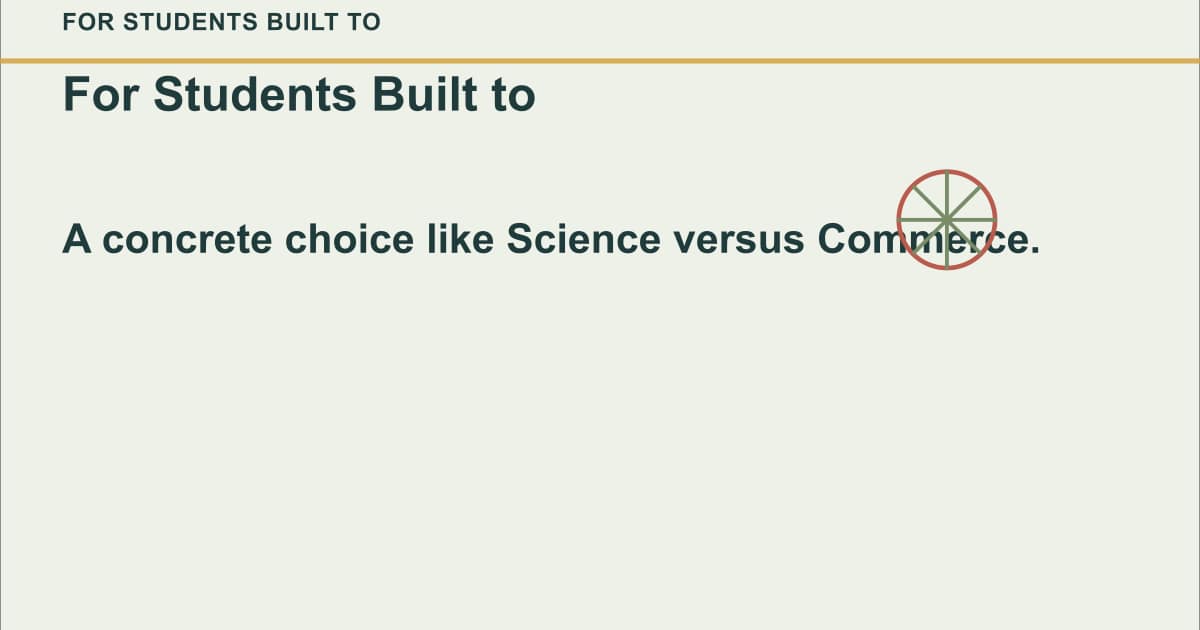 FOR STUDENTS BUILT TO
For Students Built to
A concrete choice like Science versus Commerce.